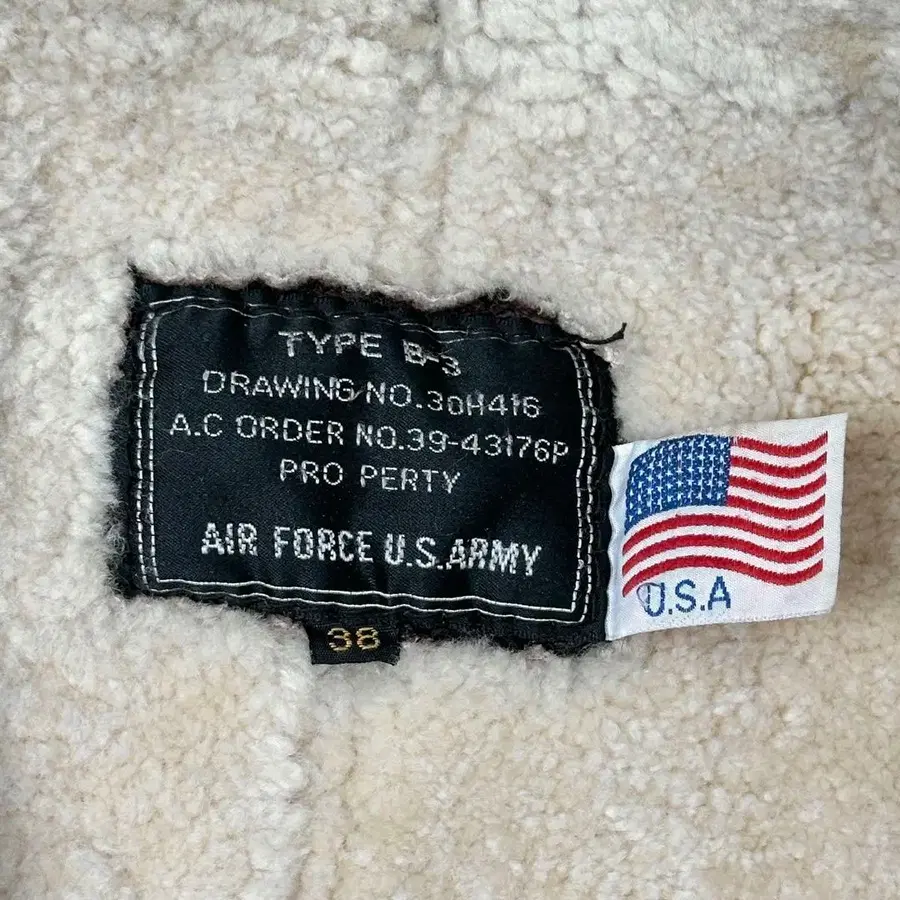 TYPE B-3
DRAWING NO.30H416
A.C ORDER NO.39-43176P
PRO PERTY
AIR FORCE U.S.ARMY
38
U.S.A